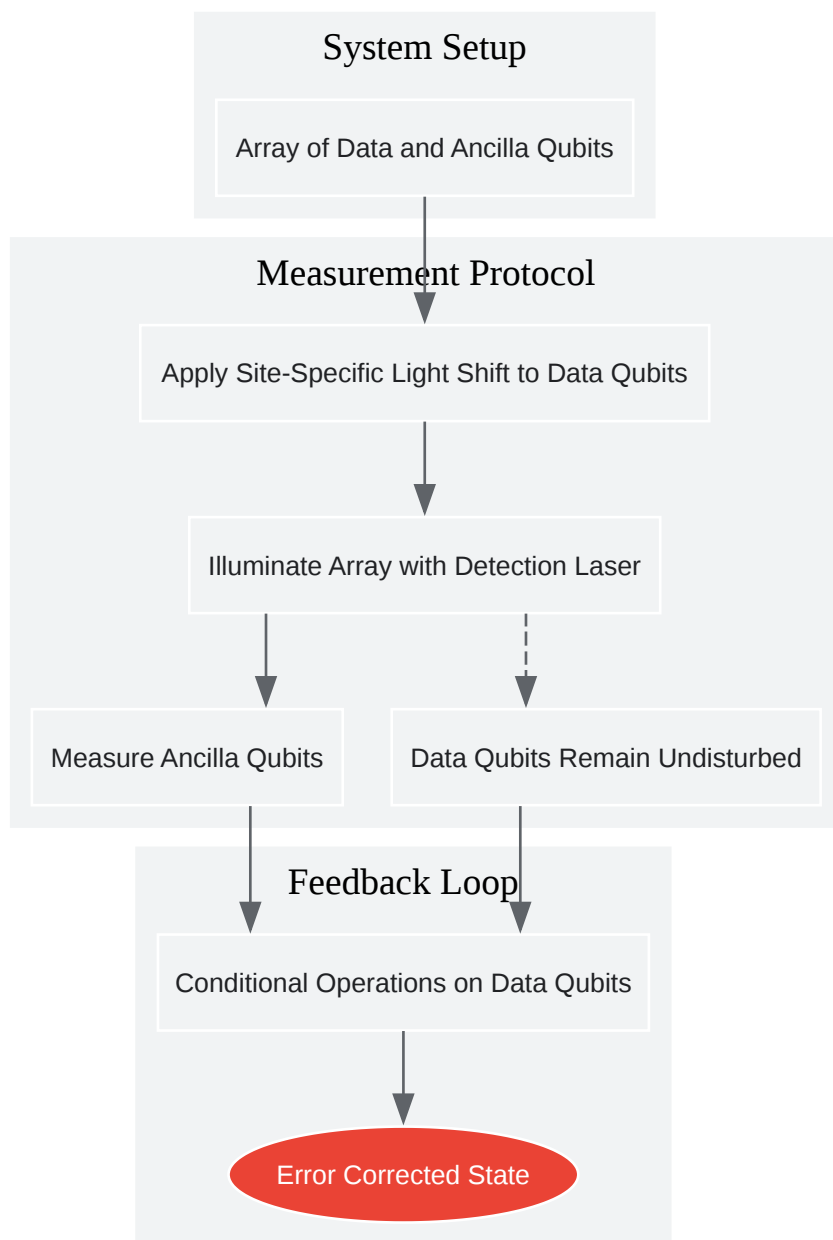 System Setup
Array of Data and Ancilla Qubits
Measurement Protocol
Apply Site-Specific Light Shift to Data Qubits
Illuminate Array with Detection Laser
Measure Ancilla Qubits
Data Qubits Remain Undisturbed
Feedback Loop
Conditional Operations on Data Qubits
Error Corrected State